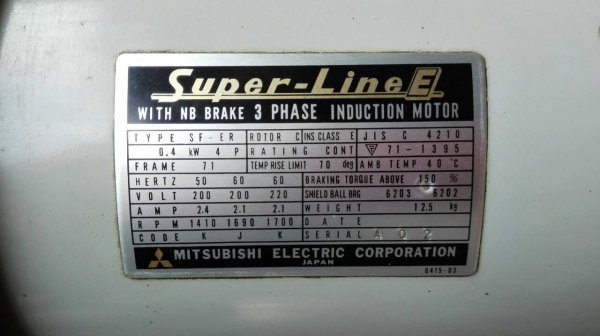 Super-Line E
WITH NB BRAKE 3 PHASE INDUCTION MOTOR
TYPE SF-ER ROTOR C INS CLASS E JIS C 4210
0.4 kW 4 P RATING CONT 71-1395
FRAME 71 TEMP RISE LIMIT 70 deg AMB TEMP 40 °C
HERTZ 50 60 60 BRAKING TORQUE ABOVE 150 %
VOLT 200 200 220 SHIELD BALL BRG 6203 6202
AMP 2.4 2.1 2.1 WEIGHT 12.5 kg
RPM 1410 1690 1700 DATE
CODE K J K SERIAL A02
MITSUBISHI ELECTRIC CORPORATION
JAPAN
0415-03